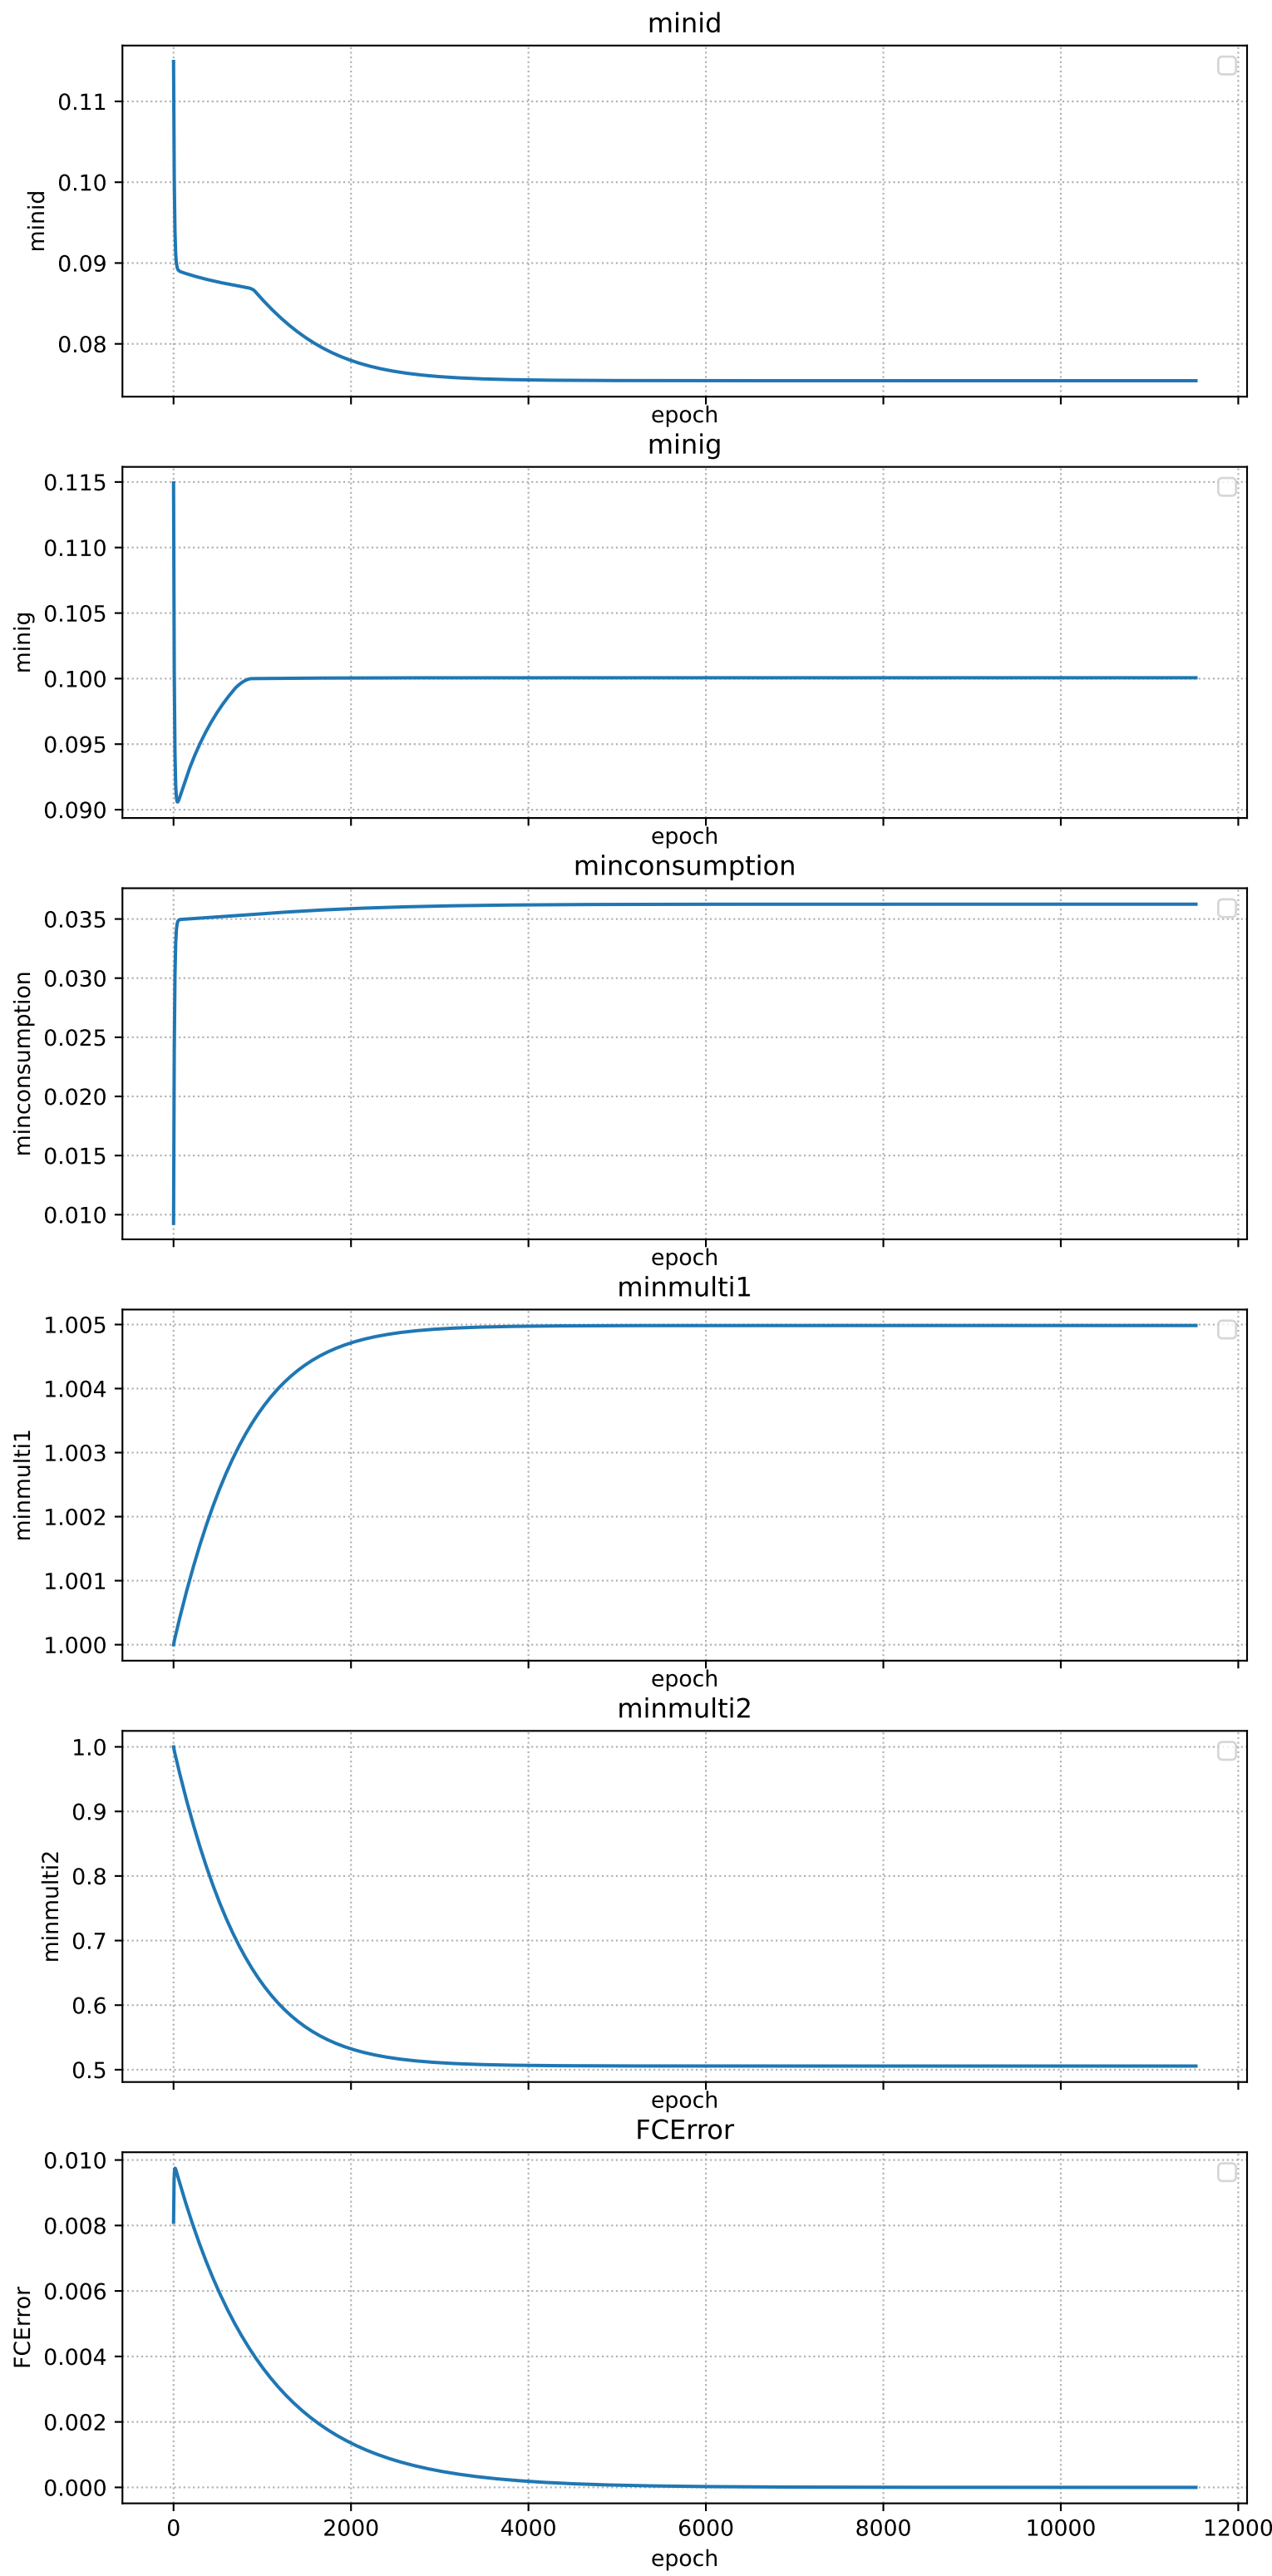 minid
0.11
0.10
0.09
0.08
minid
epoch
minig
0.115
0.110
0.105
0.100
0.095
0.090
minig
epoch
minconsumption
0.035
0.030
0.025
0.020
0.015
0.010
minconsumption
epoch
minmulti1
1.005
1.004
1.003
1.002
1.001
1.000
minmulti1
epoch
minmulti2
1.0
0.9
0.8
0.7
0.6
0.5
minmulti2
epoch
FCError
0.010
0.008
0.006
0.004
0.002
0.000
FCError
0 2000 4000 6000 8000 10000 12000
epoch